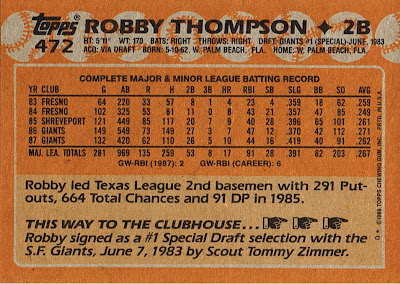 topps ROBBY THOMPSON 2B
472 HT: 5'11" WT: 170 BATS: RIGHT THROWS: RIGHT DRAFT: GIANTS #1 (SPECIAL)-JUNE, 1983
ACQ: VIA DRAFT BORN: 5-10-62, W. PALM BEACH, FLA. HOME: W. PALM BEACH, FLA.
COMPLETE MAJOR & MINOR LEAGUE BATTING RECORD
YR CLUB G AB R H 2B 3B HR RBI SB SLG BB SO AVG
83 FRESNO 64 220 33 57 8 1 4 23 2 .359 18 62 .259
84 FRESNO 102 325 53 81 11 0 8 43 21 .357 47 85 .249
85 SHREVEPORT 121 449 85 117 20 7 9 40 28 .396 65 101 .261
86 GIANTS 149 549 73 149 27 3 7 47 12 .370 42 112 .271
87 GIANTS 132 420 62 110 26 5 10 44 16 .419 40 91 .262
MAJ. LEA. TOTALS 281 969 135 259 53 8 17 91 28 .391 82 203 .267
GW-RBI (1987): 2 GW-RBI (CAREER): 6
Robby led Texas League 2nd basemen with 291 Put-
outs, 664 Total Chances and 91 DP in 1985.
THIS WAY TO THE CLUBHOUSE...
Robby signed as a #1 Special Draft selection with the
S.F. Giants, June 7, 1983 by Scout Tommy Zimmer.
©1988 TOPPS CHEWING GUM, INC. PRTD. IN U.S.A.